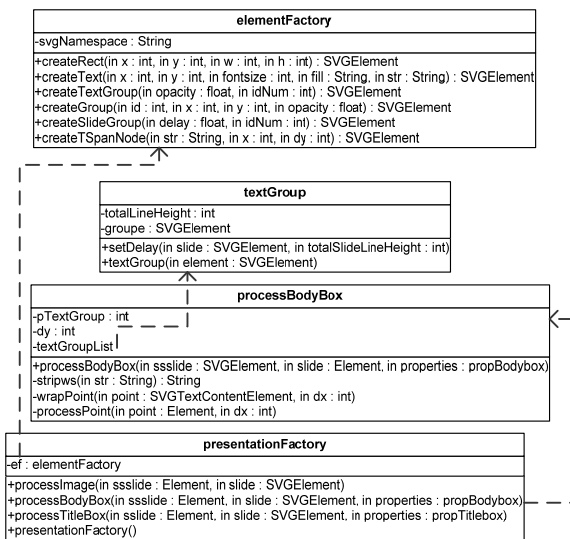 elementFactory
-svgNamespace : String
+createRect(in x : int, in y : int, in w : int, in h : int) : SVGElement
+createText(in x : int, in y : int, in fontsize : int, in fill : String, in str : String) : SVGElement
+createTextGroup(in opacity : float, in idNum : int) : SVGElement
+createGroup(in id : int, in x : int, in y : int, in opacity : float) : SVGElement
+createSlideGroup(in delay : float, in idNum : int) : SVGElement
+createTSpanNode(in str : String, in x : int, in dy : int) : SVGElement
textGroup
-totalLineHeight : int
-groupe : SVGElement
+setDelay(in slide : SVGElement, in totalSlideLineHeight : int)
+textGroup(in element : SVGElement)
processBodyBox
-pTextGroup : int
-dy : int
-textGroupList
+processBodyBox(in ssslide : SVGElement, in slide : Element, in properties : propBodybox)
-stripws(in str : String) : String
-wrapPoint(in point : SVGTextContentElement, in dx : int)
-processPoint(in point : Element, in dx : int)
presentationFactory
-ef : elementFactory
+processImage(in ssslide : Element, in slide : SVGElement)
+processBodyBox(in ssslide : Element, in slide : SVGElement, in properties : propBodybox)
+processTitleBox(in sslide : Element, in slide : SVGElement, in properties : propTitlebox)
+presentationFactory()